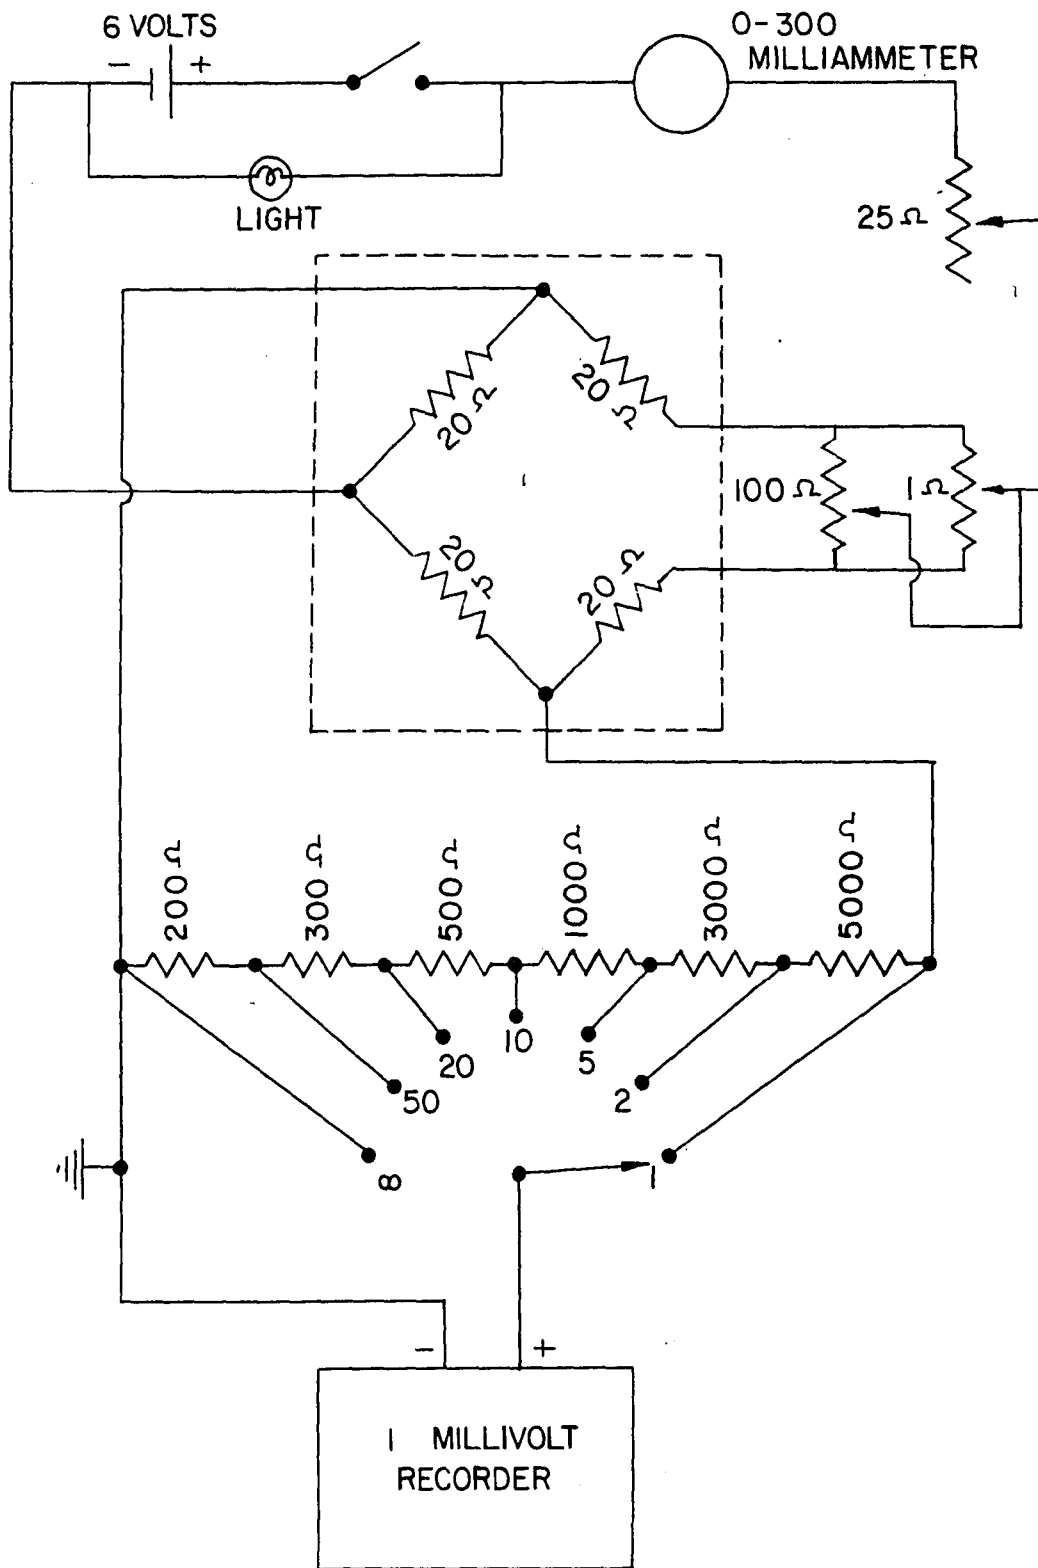 6 VOLTS
- +
0-300
MILLIAMMETER
LIGHT
25 Ω
20 Ω
20 Ω
100 Ω
1 Ω
20 Ω
20 Ω
200 Ω
300 Ω
500 Ω
1000 Ω
3000 Ω
5000 Ω
10
20
5
50
2
∞
1
- +
1 MILLIVOLT
RECORDER